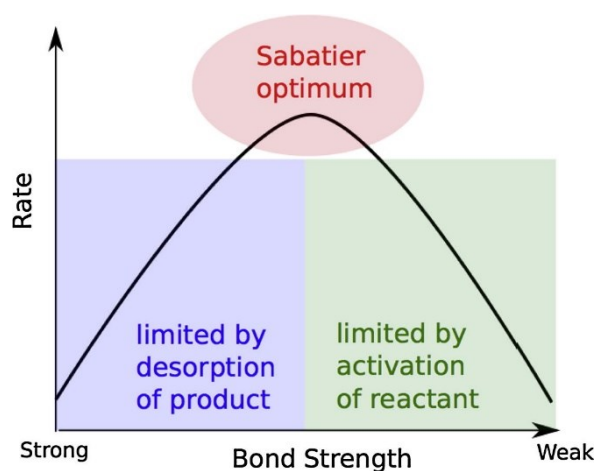 Sabatier
optimum
Rate
limited by
desorption
of product
limited by
activation
of reactant
Strong
Bond Strength
Weak